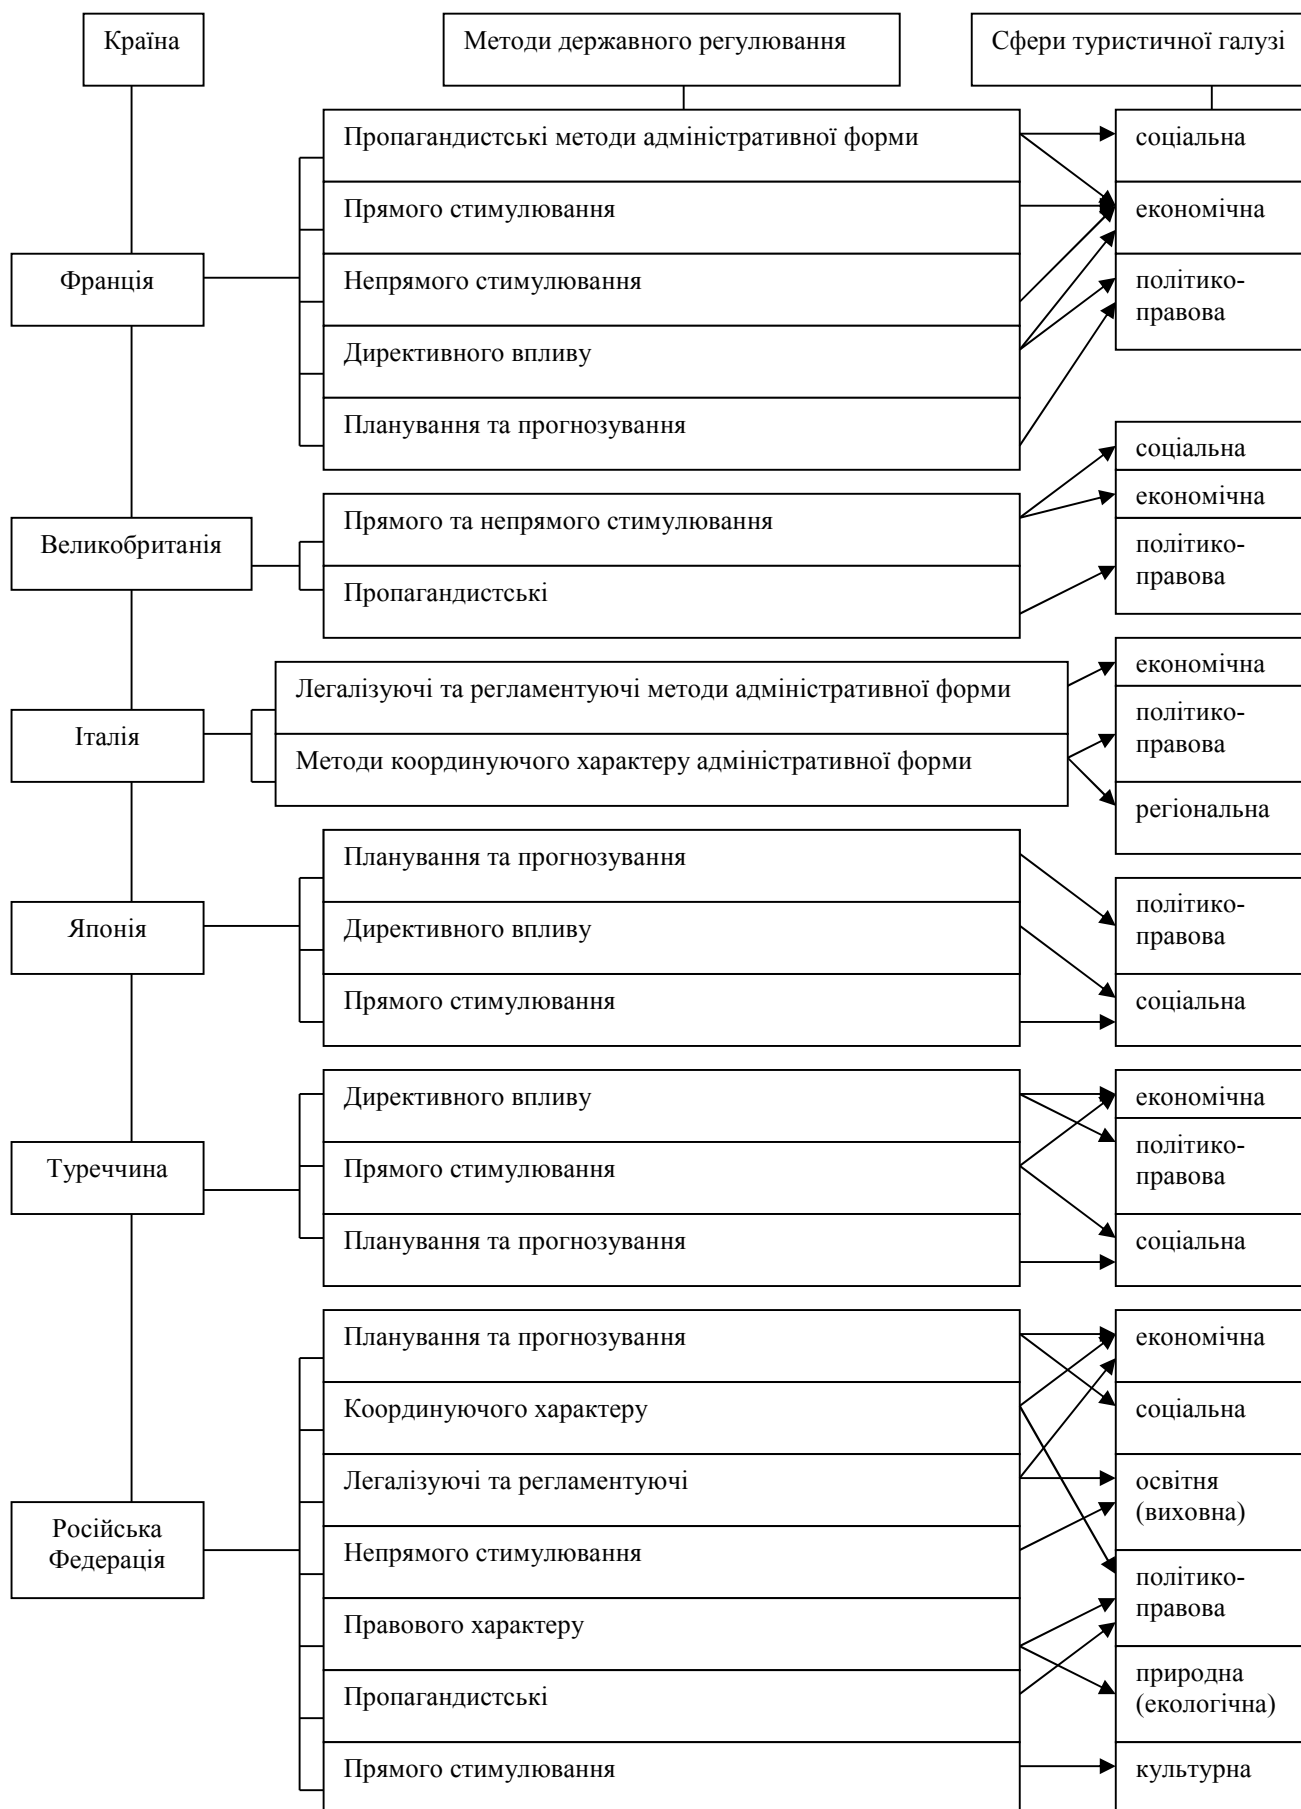 Країна
Методи державного регулювання
Сфери туристичної галузі
Франція
Пропагандистські методи адміністративної форми
Прямого стимулювання
Непрямого стимулювання
Директивного впливу
Планування та прогнозування
соціальна
економічна
політико-
правова
Великобританія
Прямого та непрямого стимулювання
Пропагандистські
соціальна
економічна
політико-
правова
Італія
Легалізуючі та регламентуючі методи адміністративної форми
Методи координуючого характеру адміністративної форми
економічна
політико-
правова
регіональна
Японія
Планування та прогнозування
Директивного впливу
Прямого стимулювання
політико-
правова
соціальна
Туреччина
Директивного впливу
Прямого стимулювання
Планування та прогнозування
економічна
політико-
правова
соціальна
Російська
Федерація
Планування та прогнозування
Координуючого характеру
Легалізуючі та регламентуючі
Непрямого стимулювання
Правового характеру
Пропагандистські
Прямого стимулювання
економічна
соціальна
освітня
(виховна)
політико-
правова
природна
(екологічна)
культурна